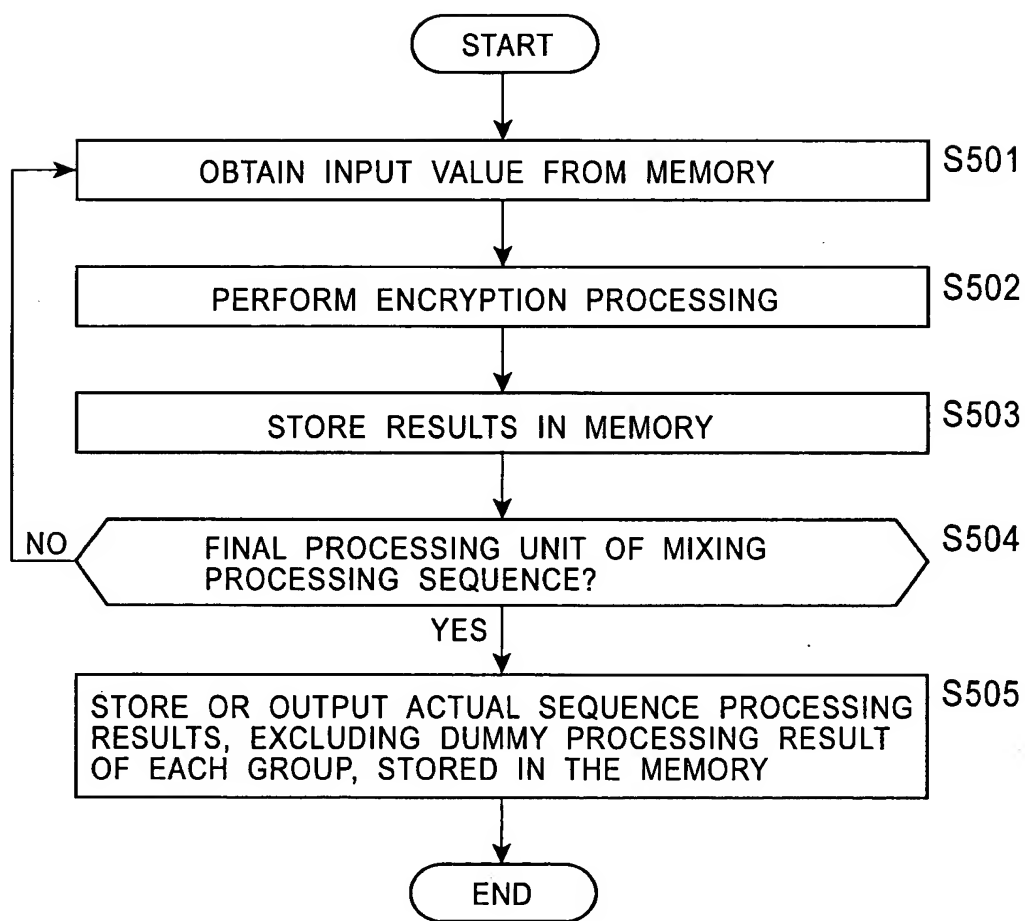 START
OBTAIN INPUT VALUE FROM MEMORY
S501
PERFORM ENCRYPTION PROCESSING
S502
STORE RESULTS IN MEMORY
S503
NO
FINAL PROCESSING UNIT OF MIXING
PROCESSING SEQUENCE?
S504
YES
STORE OR OUTPUT ACTUAL SEQUENCE PROCESSING
RESULTS, EXCLUDING DUMMY PROCESSING RESULT
OF EACH GROUP, STORED IN THE MEMORY
S505
END